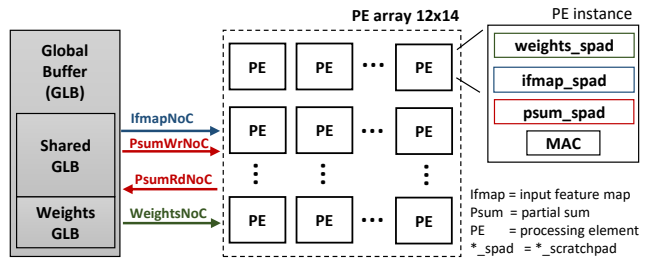 PE array 12x14
PE instance
Global
Buffer
(GLB)
Shared
GLB
Weights
GLB
IfmapNoC
PsumWrNoC
PsumRdNoC
WeightsNoC
PE PE ••• PE
PE PE ••• PE
PE PE ••• PE
weights_spad
ifmap_spad
psum_spad
MAC
Ifmap = input feature map
Psum = partial sum
PE = processing element
*_spad = *_scratchpad